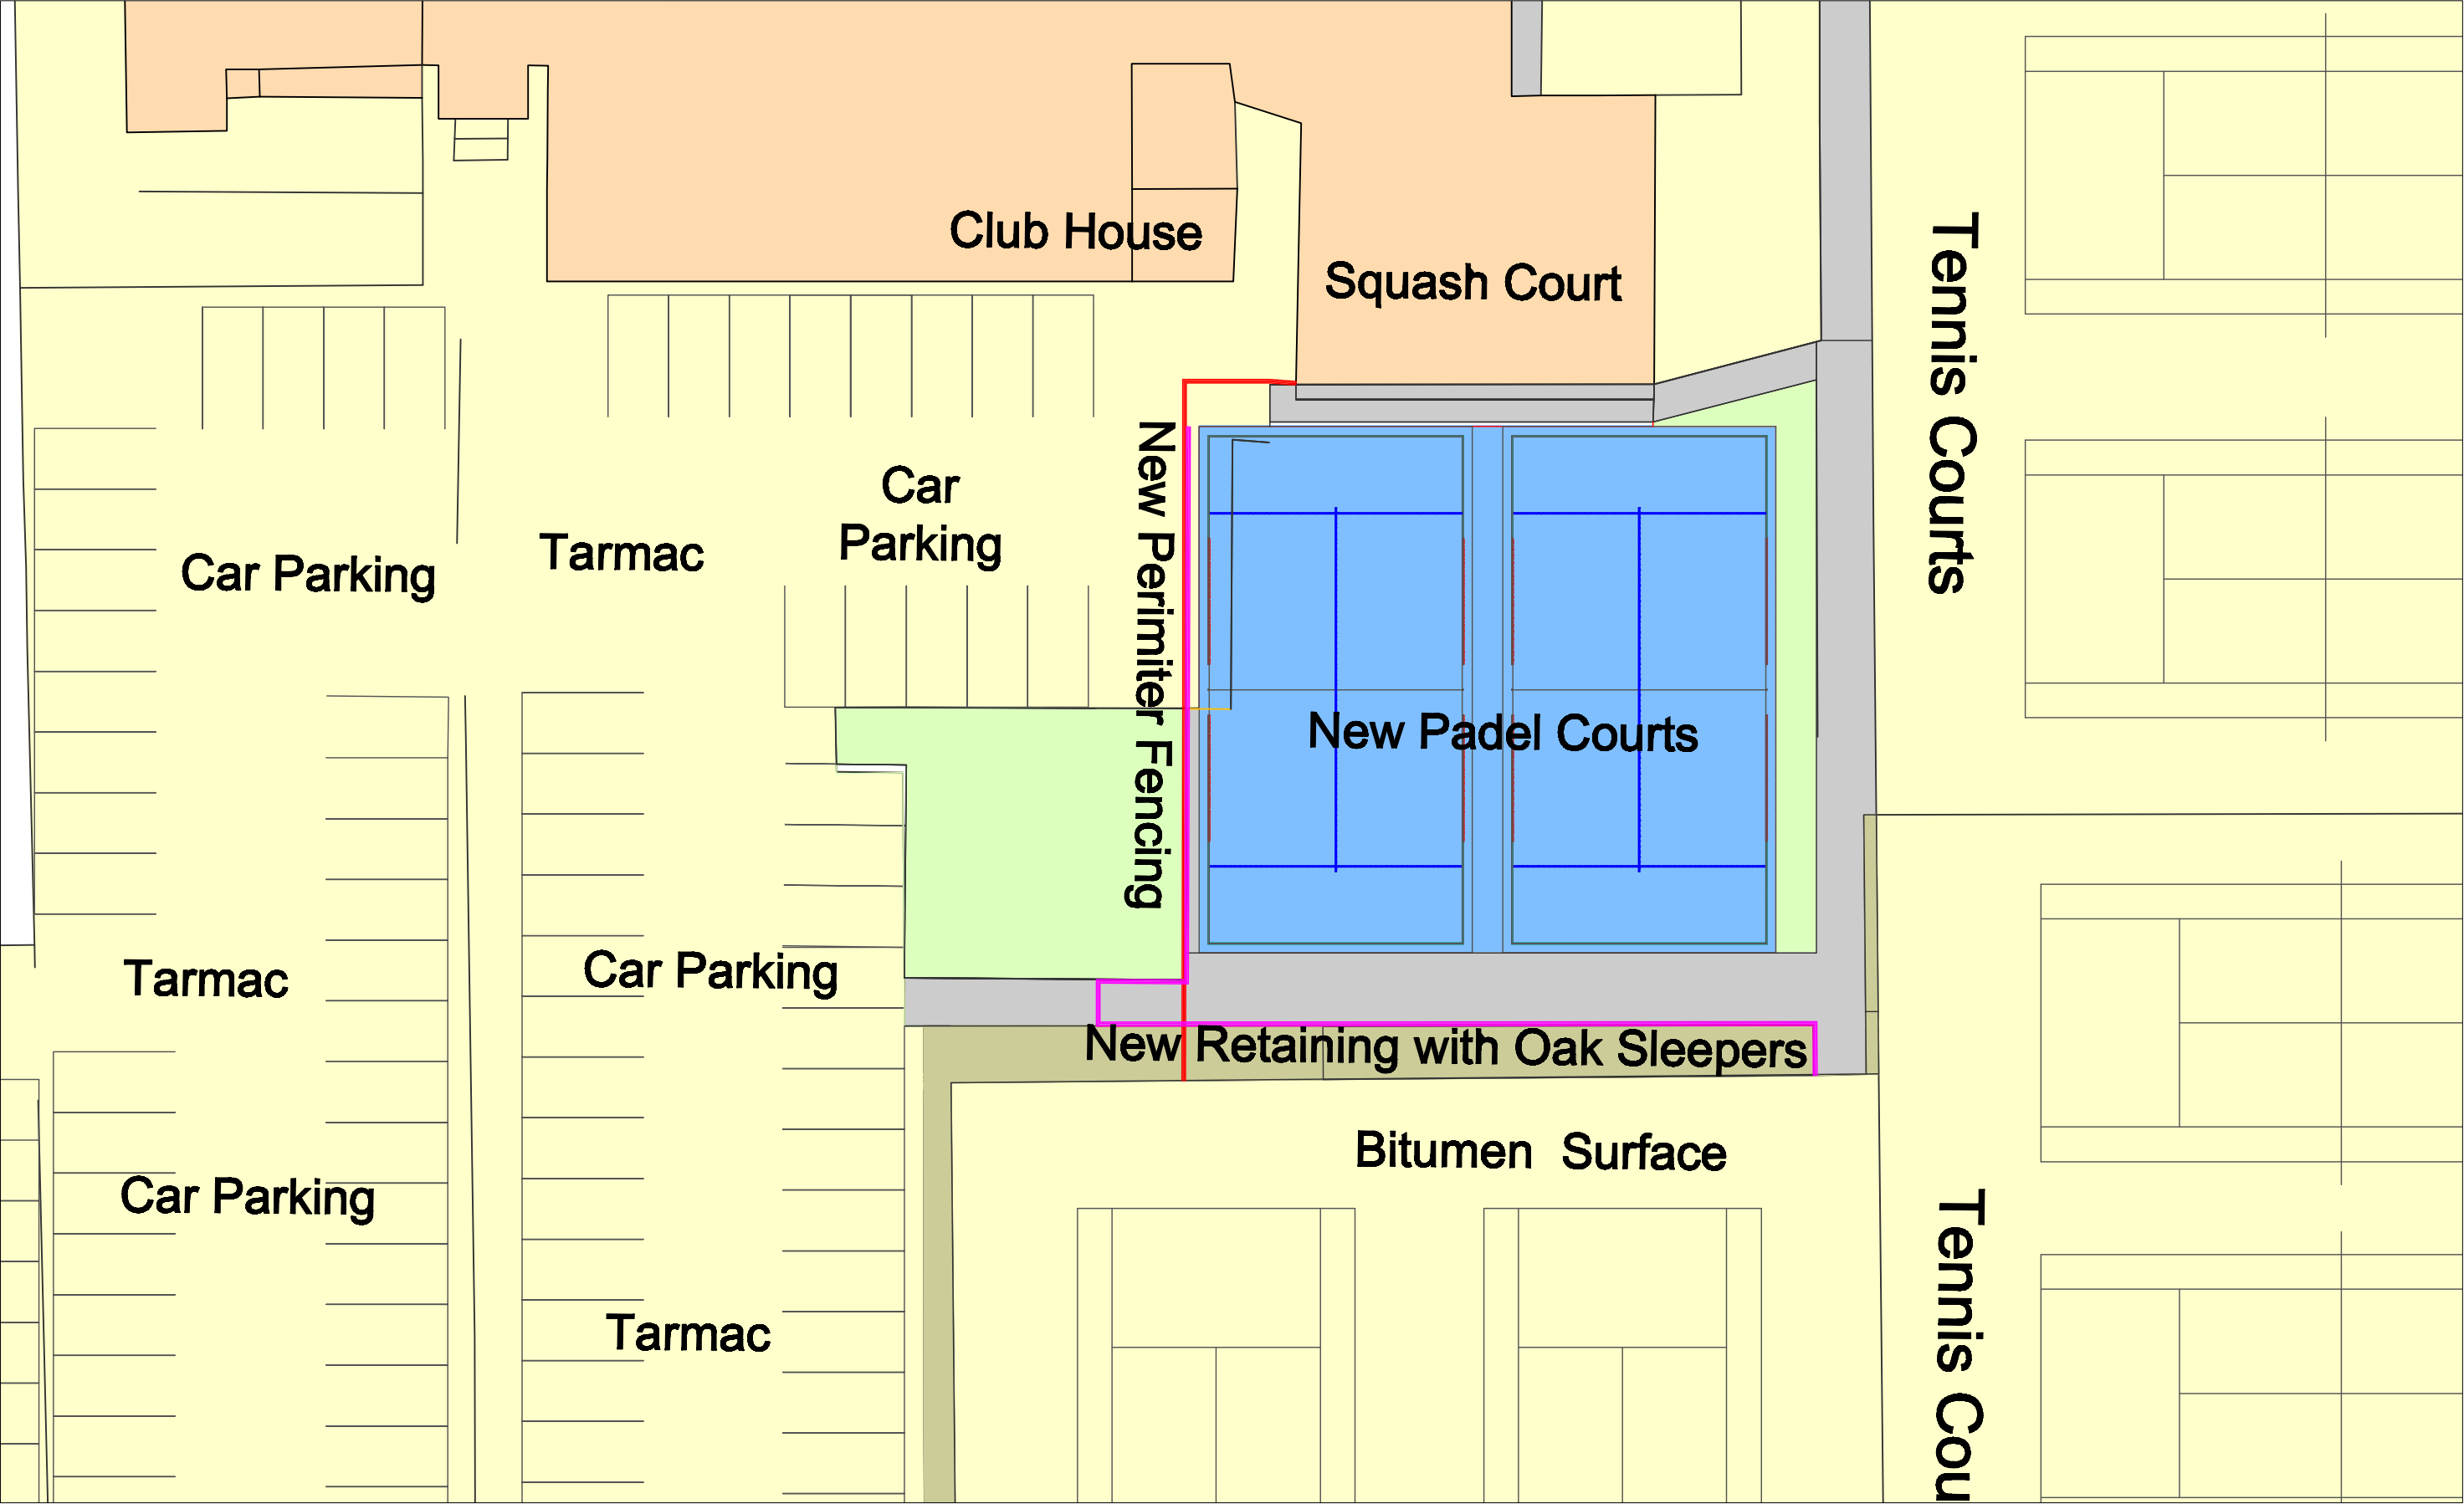 Club House
Squash Court
Tennis Courts
Car
Parking
Car Parking
Tarmac
New Perimiter Fencing
New Padel Courts
Car Parking
Tarmac
New Retaining with Oak Sleepers
Bitumen Surface
Car Parking
Tarmac
Tennis Cou